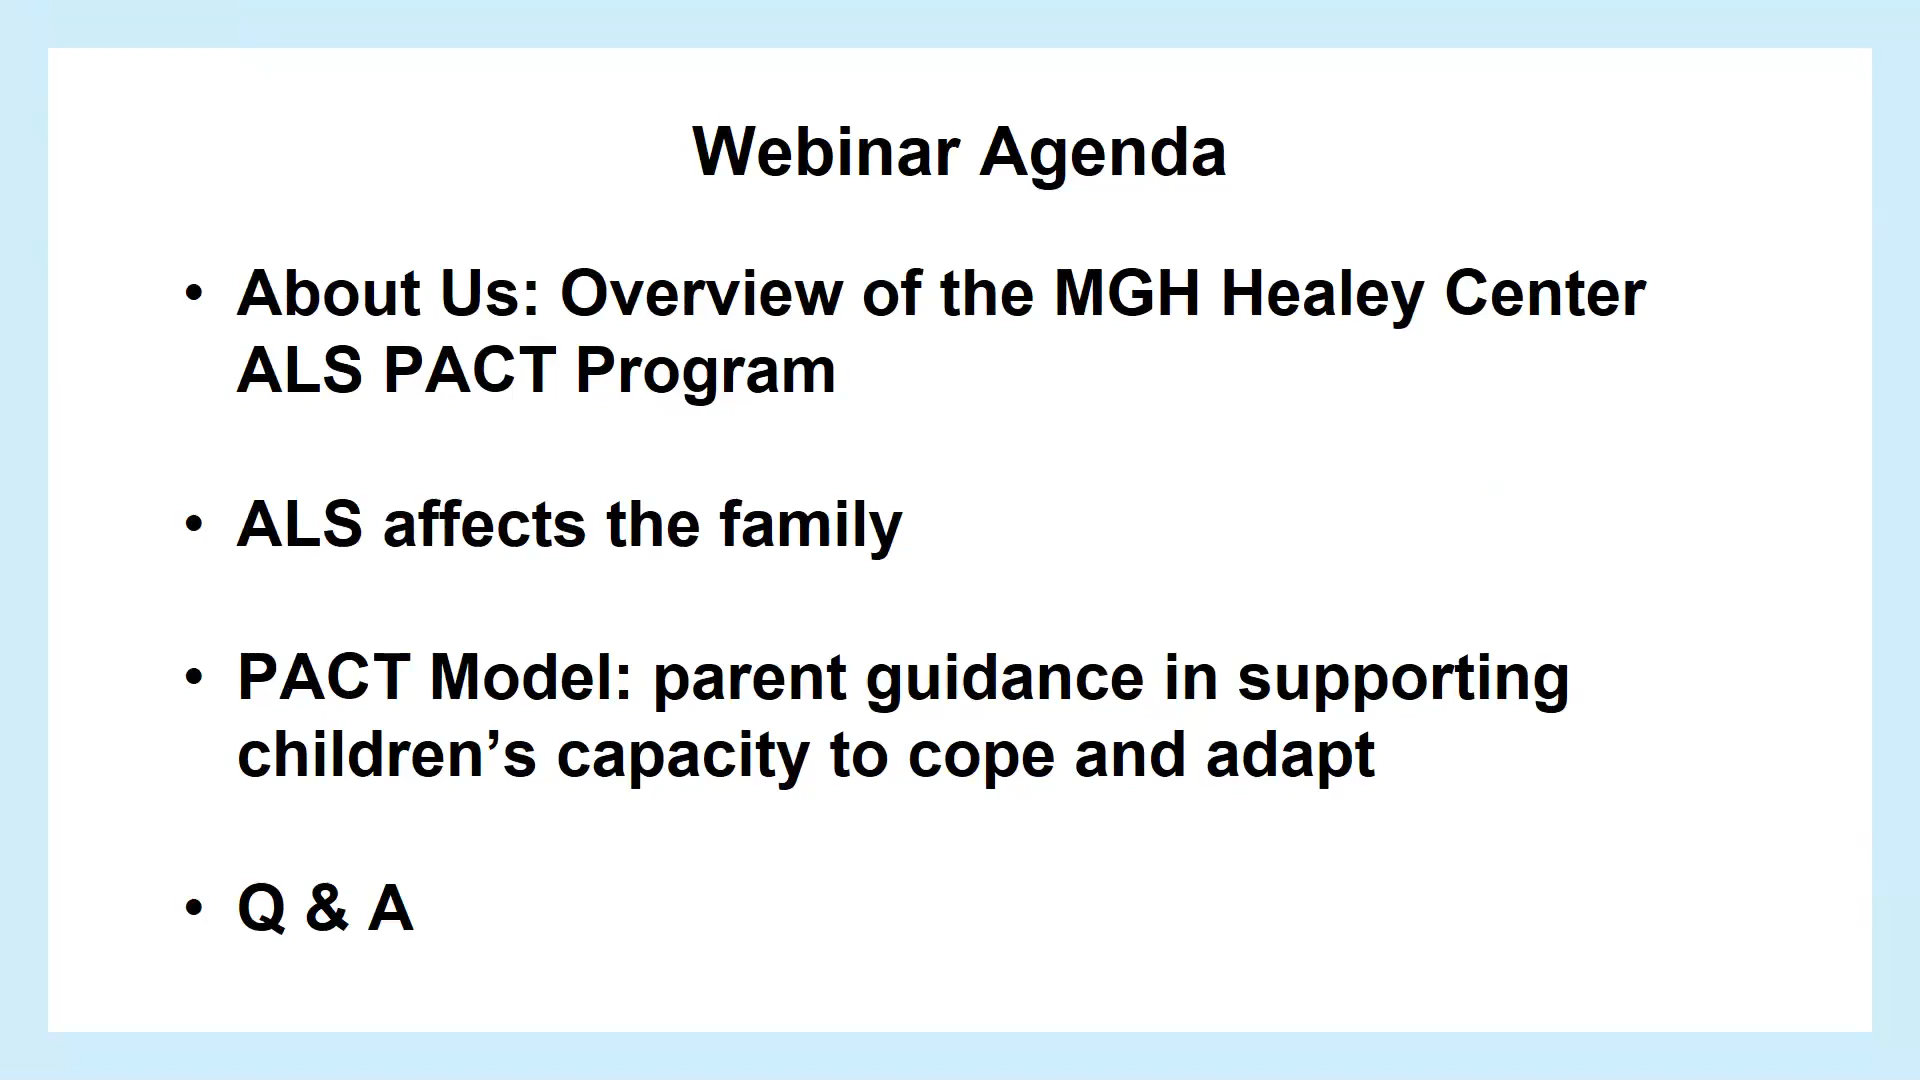 Webinar Agenda
• About Us: Overview of the MGH Healey Center
ALS PACT Program
• ALS affects the family
• PACT Model: parent guidance in supporting
children’s capacity to cope and adapt
• Q & A